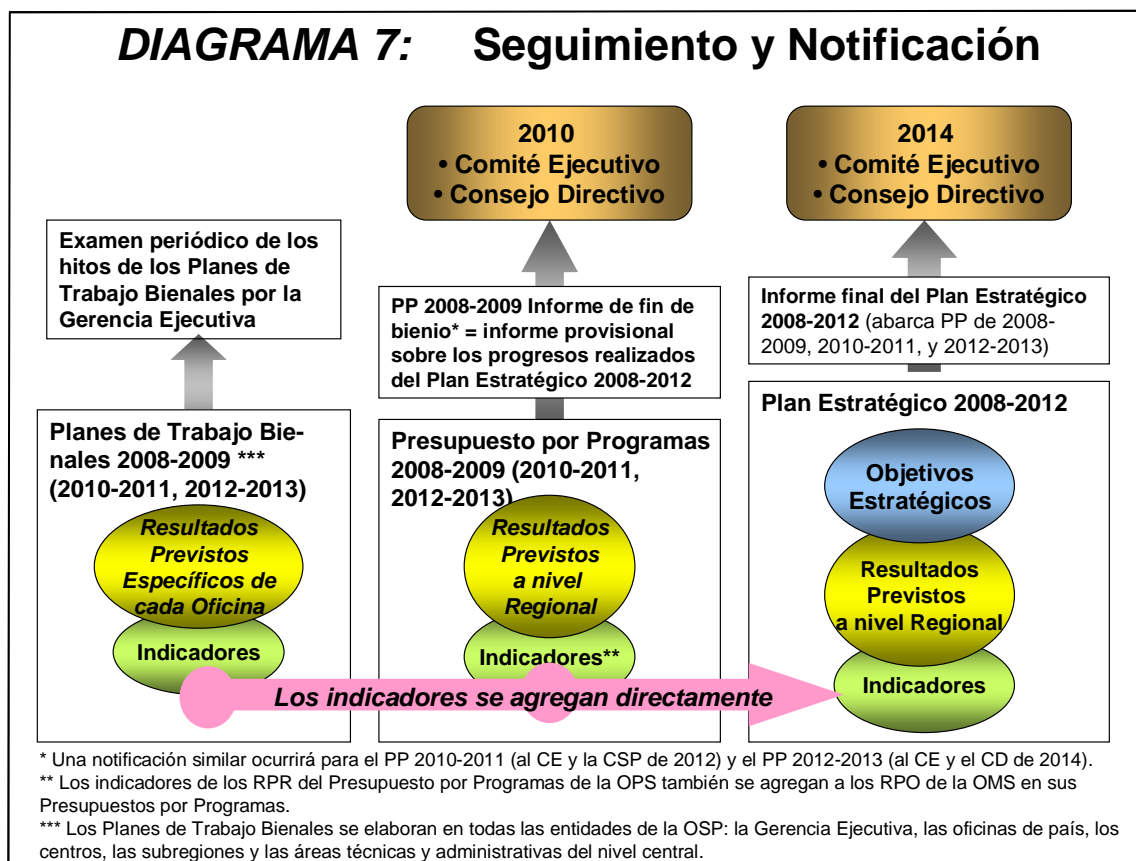 DIAGRAMA 7: Seguimiento y Notificación
2010
• Comité Ejecutivo
• Consejo Directivo
2014
• Comité Ejecutivo
• Consejo Directivo
Examen periódico de los
hitos de los Planes de
Trabajo Bienales por la
Gerencia Ejecutiva
PP 2008-2009 Informe de fin de
bienio* = informe provisional
sobre los progresos realizados
del Plan Estratégico 2008-2012
Informe final del Plan Estratégico
2008-2012 (abarca PP de 2008-
2009, 2010-2011, y 2012-2013)
Planes de Trabajo Bie-
nales 2008-2009 ***
(2010-2011, 2012-2013)
Resultados
Previstos
Específicos de
cada Oficina
Indicadores
Presupuesto por Programas
2008-2009 (2010-2011,
2012-2013)
Resultados
Previstos
a nivel
Regional
Indicadores**
Plan Estratégico 2008-2012
Objetivos
Estratégicos
Resultados
Previstos
a nivel Regional
Indicadores
Los indicadores se agregan directamente
* Una notificación similar ocurrirá para el PP 2010-2011 (al CE y la CSP de 2012) y el PP 2012-2013 (al CE y el CD de 2014).
** Los indicadores de los RPR del Presupuesto por Programas de la OPS también se agregan a los RPO de la OMS en sus
Presupuestos por Programas.
*** Los Planes de Trabajo Bienales se elaboran en todas las entidades de la OSP: la Gerencia Ejecutiva, las oficinas de país, los
centros, las subregiones y las áreas técnicas y administrativas del nivel central.